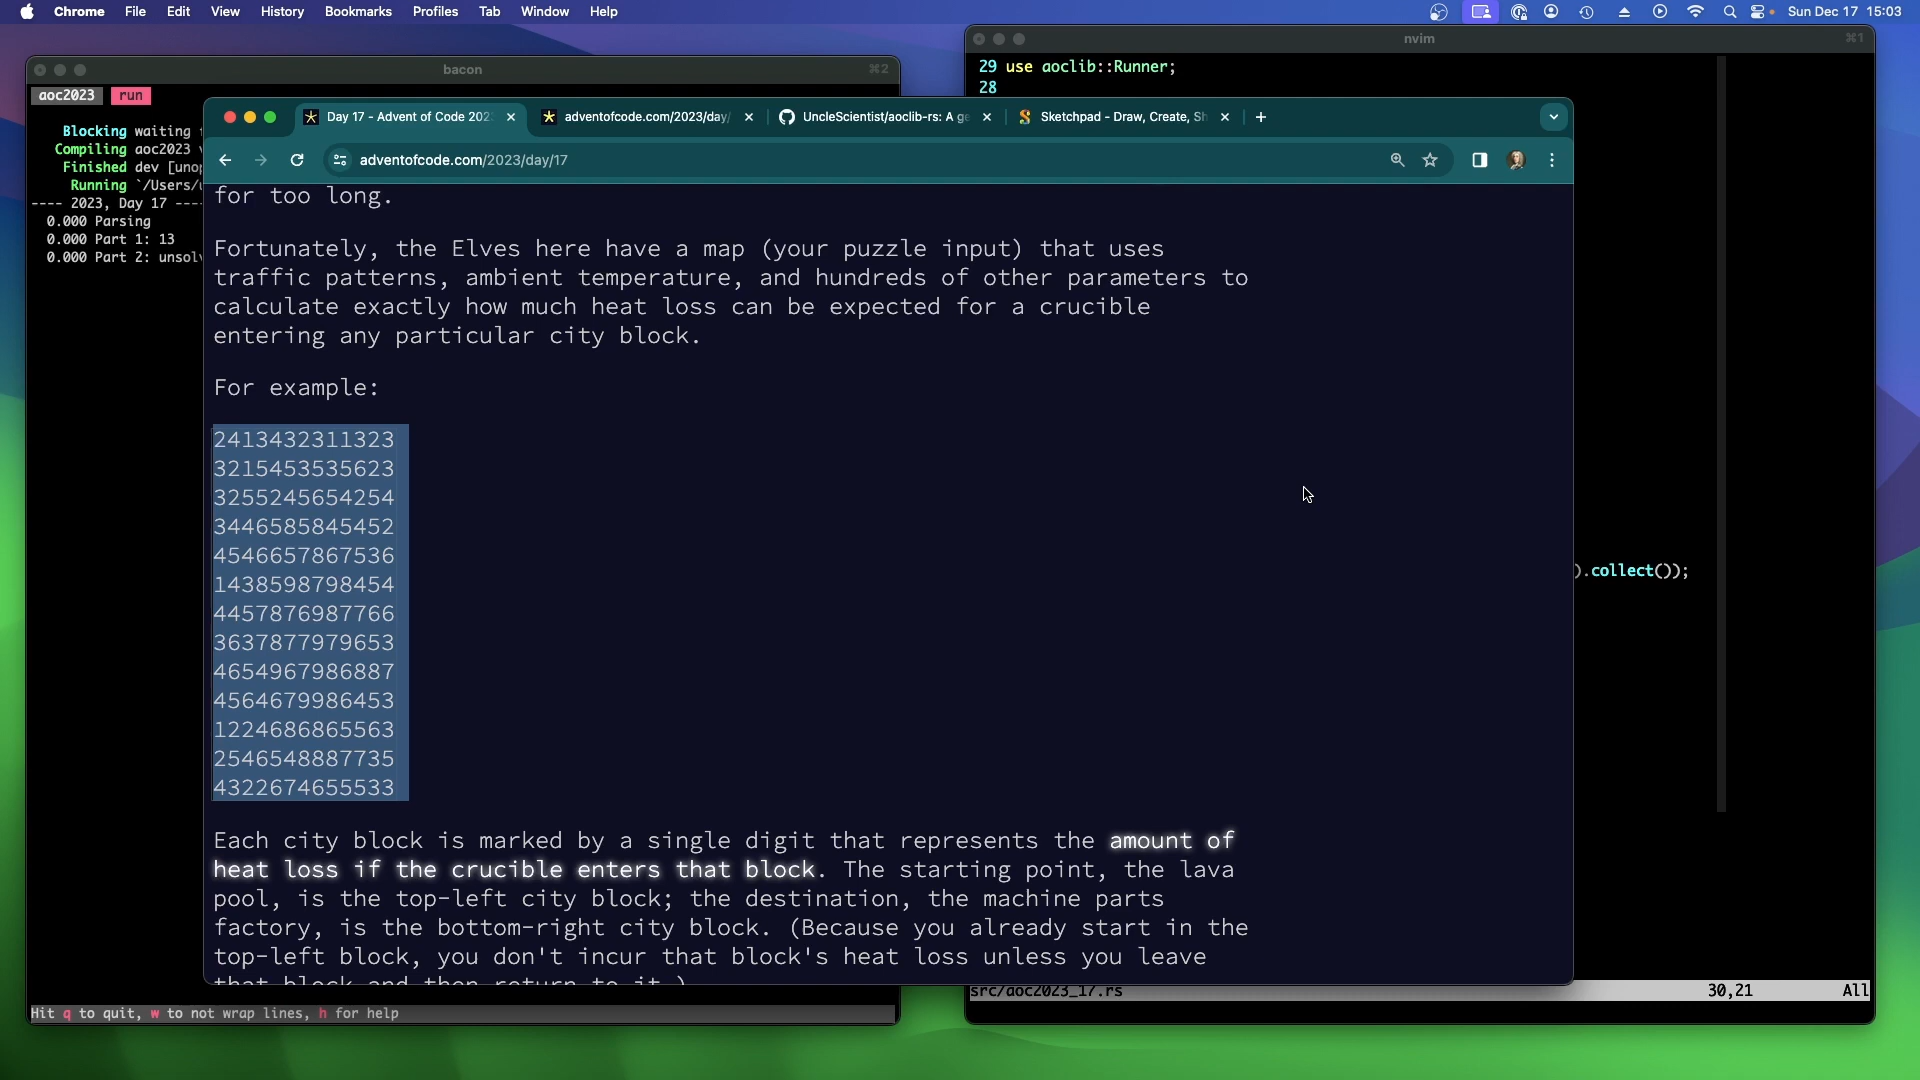 Chrome File Edit View History Bookmarks Profiles Tab Window Help Sun Dec 17 15:03
bacon ⌘2
nvim ⌘1
aoc2023 run
29 use aoclib::Runner;
28
Day 17 - Advent of Code 202 adventofcode.com/2023/day/ UncleScientist/aoclib-rs: A ge Sketchpad - Draw, Create, Sh
adventofcode.com/2023/day/17
Blocking waiting
Compiling aoc2023
Finished dev [unop
Running `/Users/
---- 2023, Day 17 ----
0.000 Parsing
0.000 Part 1: 13
0.000 Part 2: unsolv
for too long.
Fortunately, the Elves here have a map (your puzzle input) that uses
traffic patterns, ambient temperature, and hundreds of other parameters to
calculate exactly how much heat loss can be expected for a crucible
entering any particular city block.
For example:
2413432311323
3215453535623
3255245654254
3446585845452
4546657867536
1438598798454
4457876987766
3637877979653
4654967986887
4564679986453
1224686865563
2546548887735
4322674655533
Each city block is marked by a single digit that represents the amount of
heat loss if the crucible enters that block. The starting point, the lava
pool, is the top-left city block; the destination, the machine parts
factory, is the bottom-right city block. (Because you already start in the
top-left block, you don't incur that block's heat loss unless you leave
that block and then return to it.)
).collect());
src/aoc2023_17.rs 30,21 All
Hit q to quit, w to not wrap lines, h for help